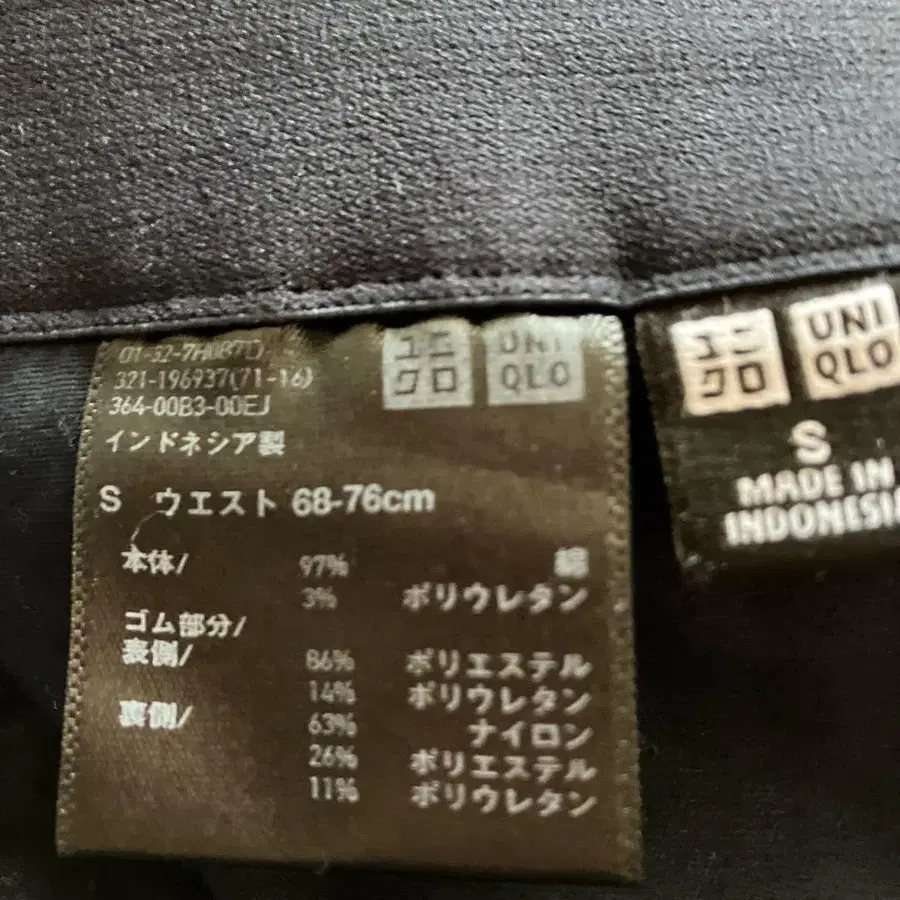 321-196937(71-16)
364-00B3-00EJ
ユニクロ
UNIQLO
インドネシア製
S ウエスト 68-76cm
本体/ 97% 綿
3% ポリウレタン
ゴム部分/
表側/ 86% ポリエステル
14% ポリウレタン
裏側/ 63% ナイロン
26% ポリエステル
11% ポリウレタン
ユニクロ
UNIQLO
S
MADE IN
INDONESIA